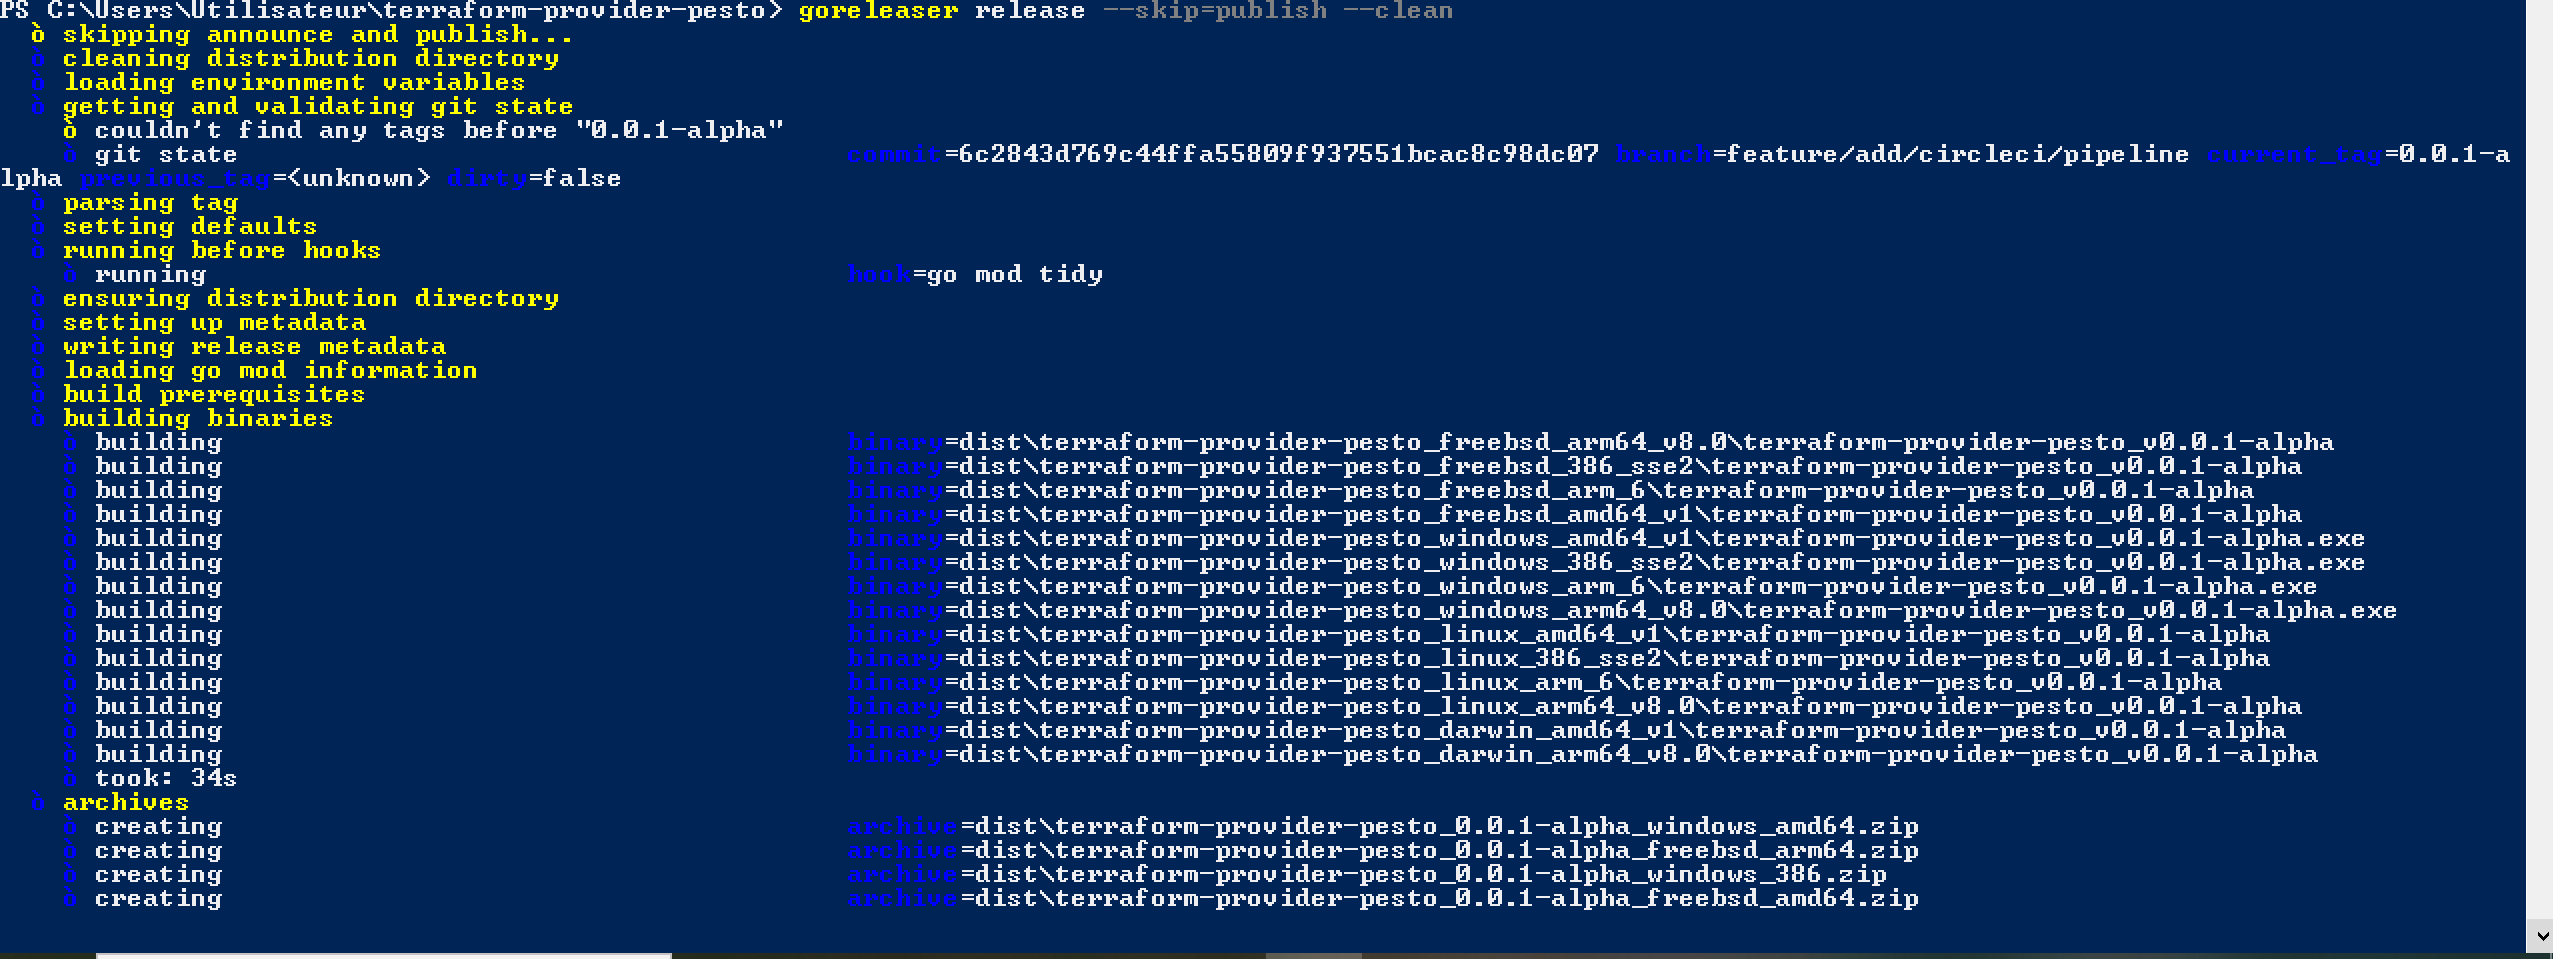 PS C:\Users\Utilisateur\terraform-provider-pesto> goreleaser release --skip=publish --clean
ò skipping announce and publish...
ò cleaning distribution directory
ò loading environment variables
ò getting and validating git state
ò couldn't find any tags before "0.0.1-alpha"
ò git state commit=6c2843d769c44ffa55809f937551bcac8c98dc07 branch=feature/add/circleci/pipeline current_tag=0.0.1-a
lpha previous_tag=<unknown> dirty=false
ò parsing tag
ò setting defaults
ò running before hooks
ò running hook=go mod tidy
ò ensuring distribution directory
ò setting up metadata
ò writing release metadata
ò loading go mod information
ò build prerequisites
ò building binaries
ò building binary=dist\terraform-provider-pesto_freebsd_arm64_v8.0\terraform-provider-pesto_v0.0.1-alpha
ò building binary=dist\terraform-provider-pesto_freebsd_386_sse2\terraform-provider-pesto_v0.0.1-alpha
ò building binary=dist\terraform-provider-pesto_freebsd_arm_6\terraform-provider-pesto_v0.0.1-alpha
ò building binary=dist\terraform-provider-pesto_freebsd_amd64_v1\terraform-provider-pesto_v0.0.1-alpha
ò building binary=dist\terraform-provider-pesto_windows_amd64_v1\terraform-provider-pesto_v0.0.1-alpha.exe
ò building binary=dist\terraform-provider-pesto_windows_386_sse2\terraform-provider-pesto_v0.0.1-alpha.exe
ò building binary=dist\terraform-provider-pesto_windows_arm_6\terraform-provider-pesto_v0.0.1-alpha.exe
ò building binary=dist\terraform-provider-pesto_windows_arm64_v8.0\terraform-provider-pesto_v0.0.1-alpha.exe
ò building binary=dist\terraform-provider-pesto_linux_amd64_v1\terraform-provider-pesto_v0.0.1-alpha
ò building binary=dist\terraform-provider-pesto_linux_386_sse2\terraform-provider-pesto_v0.0.1-alpha
ò building binary=dist\terraform-provider-pesto_linux_arm_6\terraform-provider-pesto_v0.0.1-alpha
ò building binary=dist\terraform-provider-pesto_linux_arm64_v8.0\terraform-provider-pesto_v0.0.1-alpha
ò building binary=dist\terraform-provider-pesto_darwin_amd64_v1\terraform-provider-pesto_v0.0.1-alpha
ò building binary=dist\terraform-provider-pesto_darwin_arm64_v8.0\terraform-provider-pesto_v0.0.1-alpha
ò took: 34s
ò archives
ò creating archive=dist\terraform-provider-pesto_0.0.1-alpha_windows_amd64.zip
ò creating archive=dist\terraform-provider-pesto_0.0.1-alpha_freebsd_arm64.zip
ò creating archive=dist\terraform-provider-pesto_0.0.1-alpha_windows_386.zip
ò creating archive=dist\terraform-provider-pesto_0.0.1-alpha_freebsd_amd64.zip